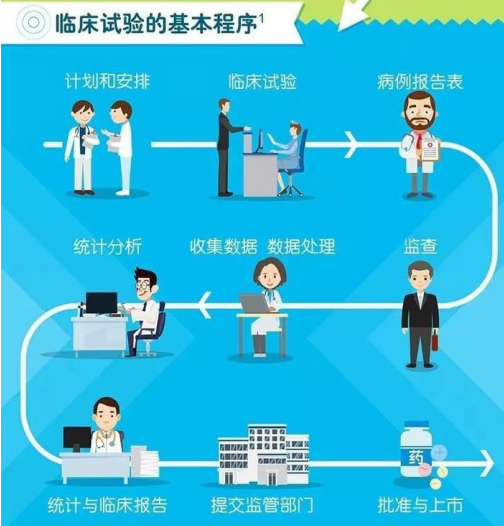 临床试验的基本程序1
计划和安排
临床试验
病例报告表
统计分析
收集数据 数据处理
监查
药
统计与临床报告
提交监管部门
批准与上市